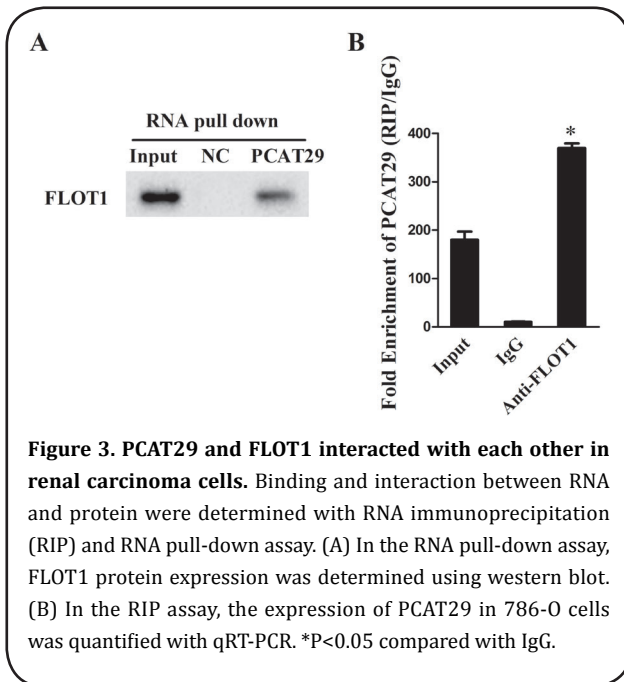 A
RNA pull down
Input NC PCAT29
FLOT1
B
Fold Enrichment of PCAT29 (RIP/IgG)
400
300
200
100
0
*
Input
IgG
Anti-FLOT1
Figure 3. PCAT29 and FLOT1 interacted with each other in
renal carcinoma cells. Binding and interaction between RNA
and protein were determined with RNA immunoprecipitation
(RIP) and RNA pull-down assay. (A) In the RNA pull-down assay,
FLOT1 protein expression was determined using western blot.
(B) In the RIP assay, the expression of PCAT29 in 786-O cells
was quantified with qRT-PCR. *P<0.05 compared with IgG.